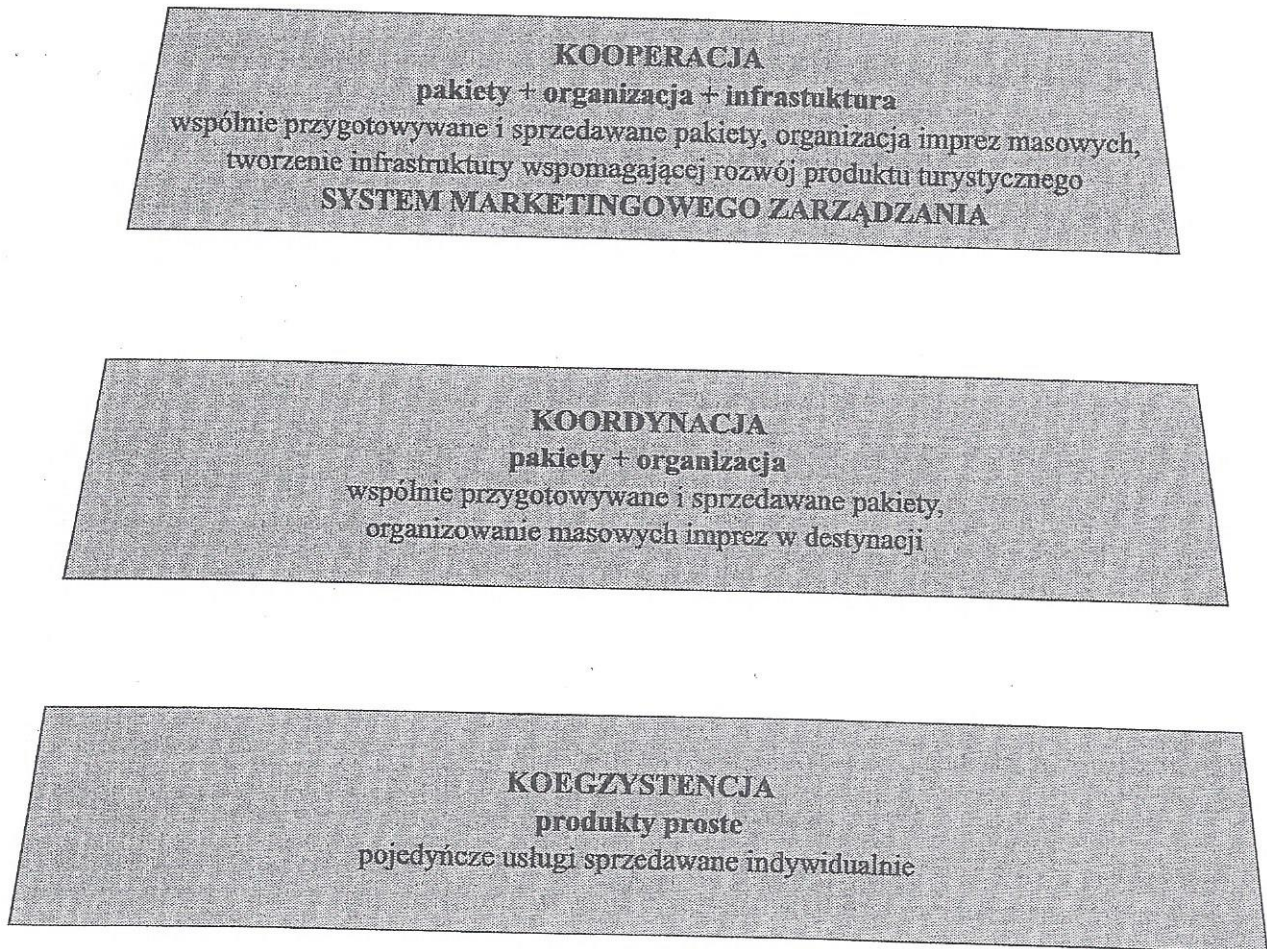 KOOPERACJA
pakiety + organizacja + infrastuktura
wspólnie przygotowywane i sprzedawane pakiety, organizacja imprez masowych,
tworzenie infrastruktury wspomagającej rozwój produktu turystycznego
SYSTEM MARKETINGOWEGO ZARZĄDZANIA
KOORDYNACJA
pakiety + organizacja
wspólnie przygotowywane i sprzedawane pakiety,
organizowanie masowych imprez w destynacji
KOEGZYSTENCJA
produkty proste
pojedyńcze usługi sprzedawane indywidualnie